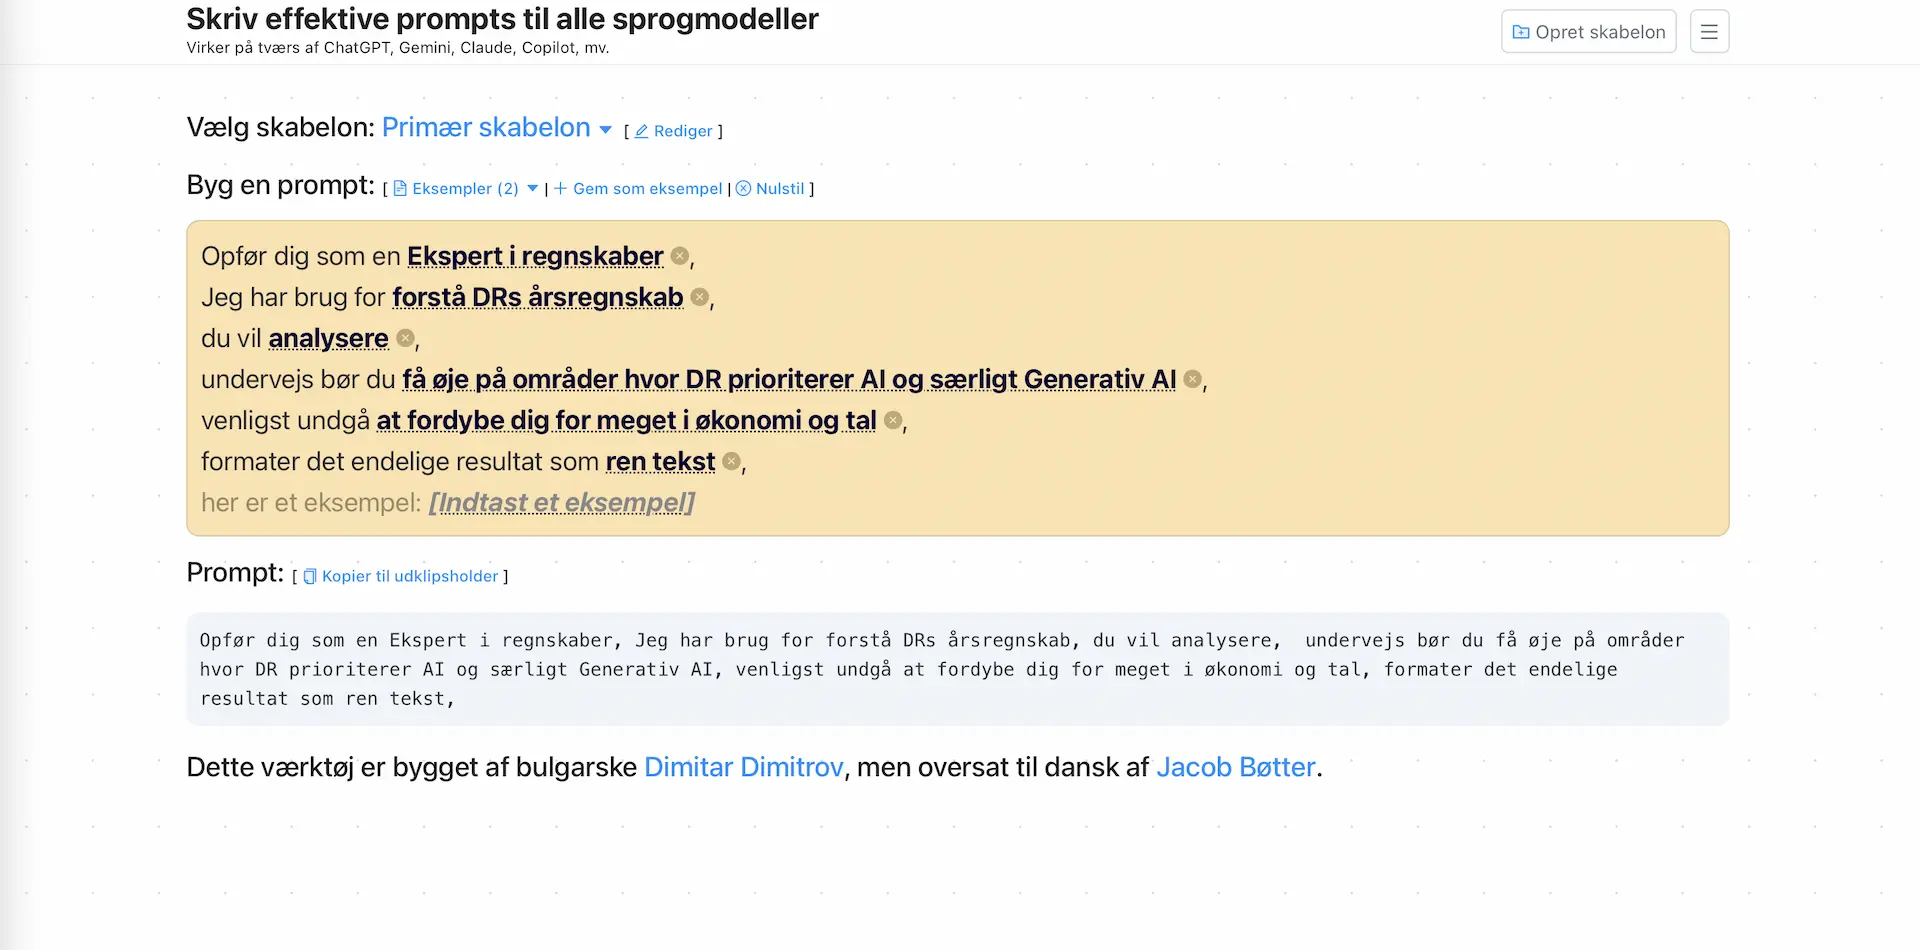 Skriv effektive prompts til alle sprogmodeller
Virker på tværs af ChatGPT, Gemini, Claude, Copilot, mv.
Opret skabelon
Vælg skabelon: Primær skabelon [ Rediger ]
Byg en prompt: [ Eksempler (2) | + Gem som eksempel | Nulstil ]
Opfør dig som en Ekspert i regnskaber ,
Jeg har brug for forstå DRs årsregnskab ,
du vil analysere ,
undervejs bør du få øje på områder hvor DR prioriterer AI og særligt Generativ AI ,
venligst undgå at fordybe dig for meget i økonomi og tal ,
formater det endelige resultat som ren tekst ,
her er et eksempel: [Indtast et eksempel]
Prompt: [ Kopier til udklipsholder ]
Opfør dig som en Ekspert i regnskaber, Jeg har brug for forstå DRs årsregnskab, du vil analysere,  undervejs bør du få øje på områder
hvor DR prioriterer AI og særligt Generativ AI, venligst undgå at fordybe dig for meget i økonomi og tal, formater det endelige
resultat som ren tekst,
Dette værktøj er bygget af bulgarske Dimitar Dimitrov, men oversat til dansk af Jacob Bøtter.